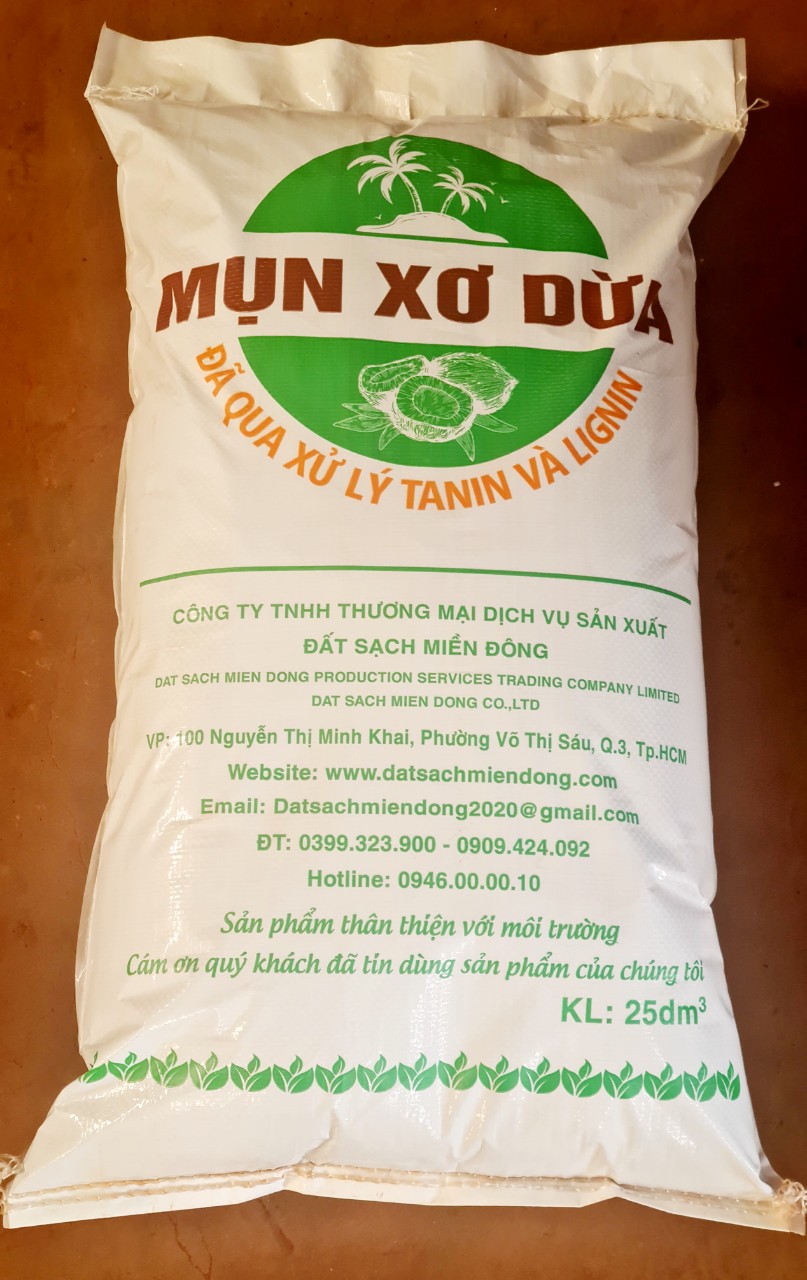 MỤN XƠ DỪA
ĐÃ QUA XỬ LÝ TANIN VÀ LIGNIN
CÔNG TY TNHH THƯƠNG MẠI DỊCH VỤ SẢN XUẤT
ĐẤT SẠCH MIỀN ĐÔNG
DAT SACH MIEN DONG PRODUCTION SERVICES TRADING COMPANY LIMITED
DAT SACH MIEN DONG CO.,LTD
VP: 100 Nguyễn Thị Minh Khai, Phường Võ Thị Sáu, Q.3, Tp.HCM
Website: www.datsachmiendong.com
Email: Datsachmiendong2020@gmail.com
ĐT: 0399.323.900 - 0909.424.092
Hotline: 0946.00.00.10
Sản phẩm thân thiện với môi trường
Cám ơn quý khách đã tin dùng sản phẩm của chúng tôi
KL: 25dm³